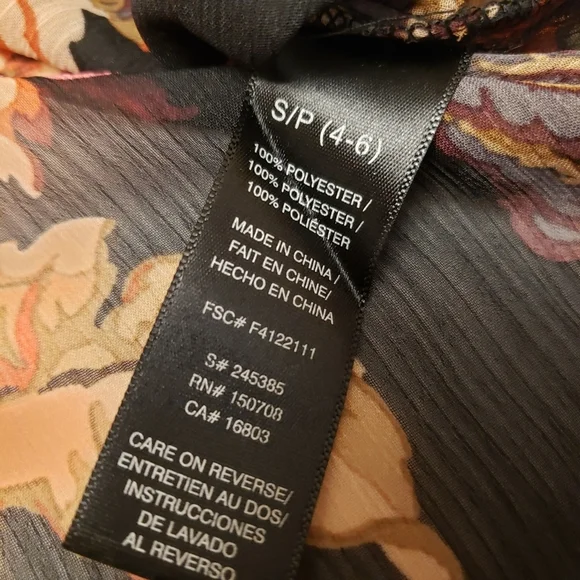 S/P (4-6)
100% POLYESTER/
100% POLYESTER/
100% POLIÉSTER
MADE IN CHINA/
FAIT EN CHINE/
HECHO EN CHINA
FSC# F4122111
S# 245385
RN# 150708
CA# 16803
CARE ON REVERSE/
ENTRETIEN AU DOS/
INSTRUCCIONES
DE LAVADO
AL REVERSO